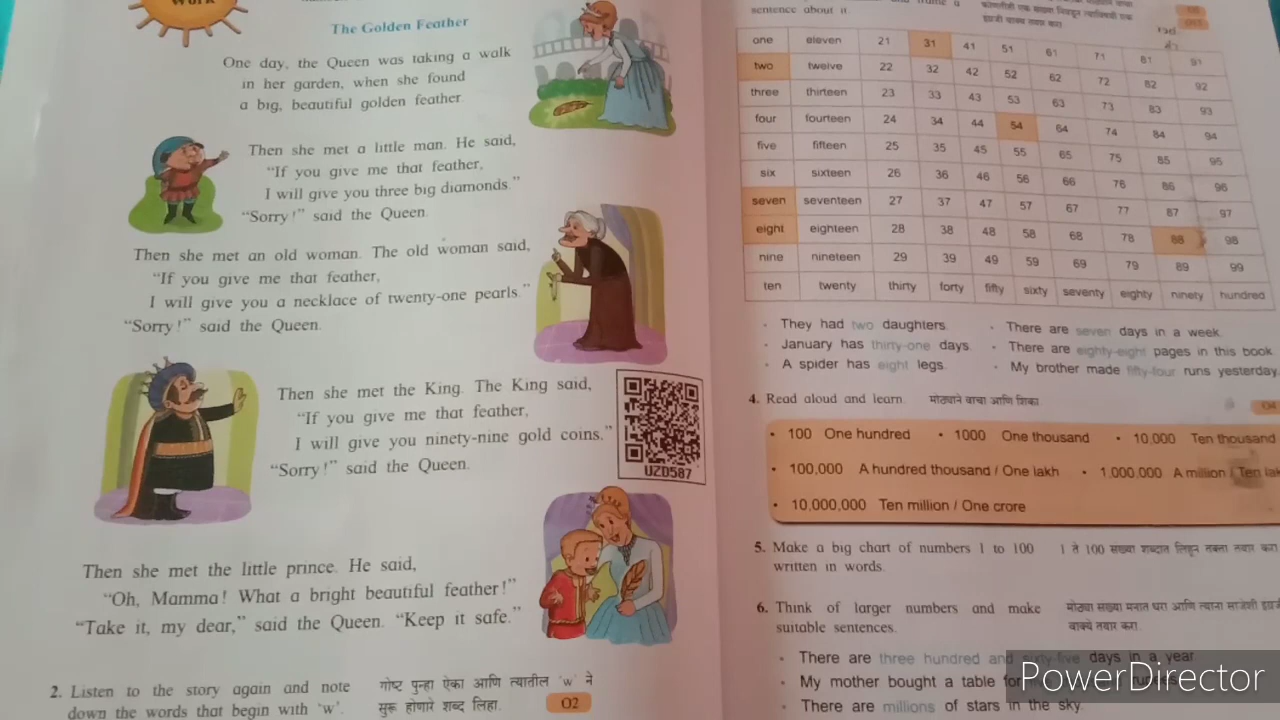 Work
The Golden Feather
One day, the Queen was taking a walk
in her garden, when she found
a big, beautiful golden feather.
Then she met a little man. He said,
“If you give me that feather,
I will give you three big diamonds.”
“Sorry!” said the Queen.
Then she met an old woman. The old woman said,
“If you give me that feather,
I will give you a necklace of twenty-one pearls.”
“Sorry!” said the Queen.
Then she met the King. The King said,
“If you give me that feather,
I will give you ninety-nine gold coins.”
“Sorry!” said the Queen.
UZD587
Then she met the little prince. He said,
“Oh, Mamma! What a bright beautiful feather!”
“Take it, my dear,” said the Queen. “Keep it safe.”
2. Listen to the story again and note
down the words that begin with ‘w’.
गोष्ट पुन्हा ऐका आणि त्यातील ‘w’ ने
सुरू होणारे शब्द लिहा.
02
sentence about it.
इंग्रजी वाक्य तयार करा
one eleven 21 31 41 51 61 71 81 91
two twelve 22 32 42 52 62 72 82 92
three thirteen 23 33 43 53 63 73 83 93
four fourteen 24 34 44 54 64 74 84 94
five fifteen 25 35 45 55 65 75 85 95
six sixteen 26 36 46 56 66 76 86 96
seven seventeen 27 37 47 57 67 77 87 97
eight eighteen 28 38 48 58 68 78 88 98
nine nineteen 29 39 49 59 69 79 89 99
ten twenty thirty forty fifty sixty seventy eighty ninety hundred
• They had two daughters. • There are seven days in a week.
• January has thirty-one days. • There are eighty-eight pages in this book.
• A spider has eight legs. • My brother made fifty-four runs yesterday.
4. Read aloud and learn. मोठ्याने वाचा आणि शिका. 04
• 100 One hundred • 1000 One thousand • 10,000 Ten thousand
• 100,000 A hundred thousand / One lakh • 1,000,000 A million / Ten
• 10,000,000 Ten million / One crore
5. Make a big chart of numbers 1 to 100
written in words.
1 ते 100 संख्या शब्दात लिहून तक्ता तयार करा
6. Think of larger numbers and make
suitable sentences.
मोठ्या संख्या मनात धरा आणि त्यांना साजेशी
वाक्ये तयार करा.
• There are three hundred and sixty-five days in a year
• My mother bought a table for
• There are millions of stars in the sky.
PowerDirector